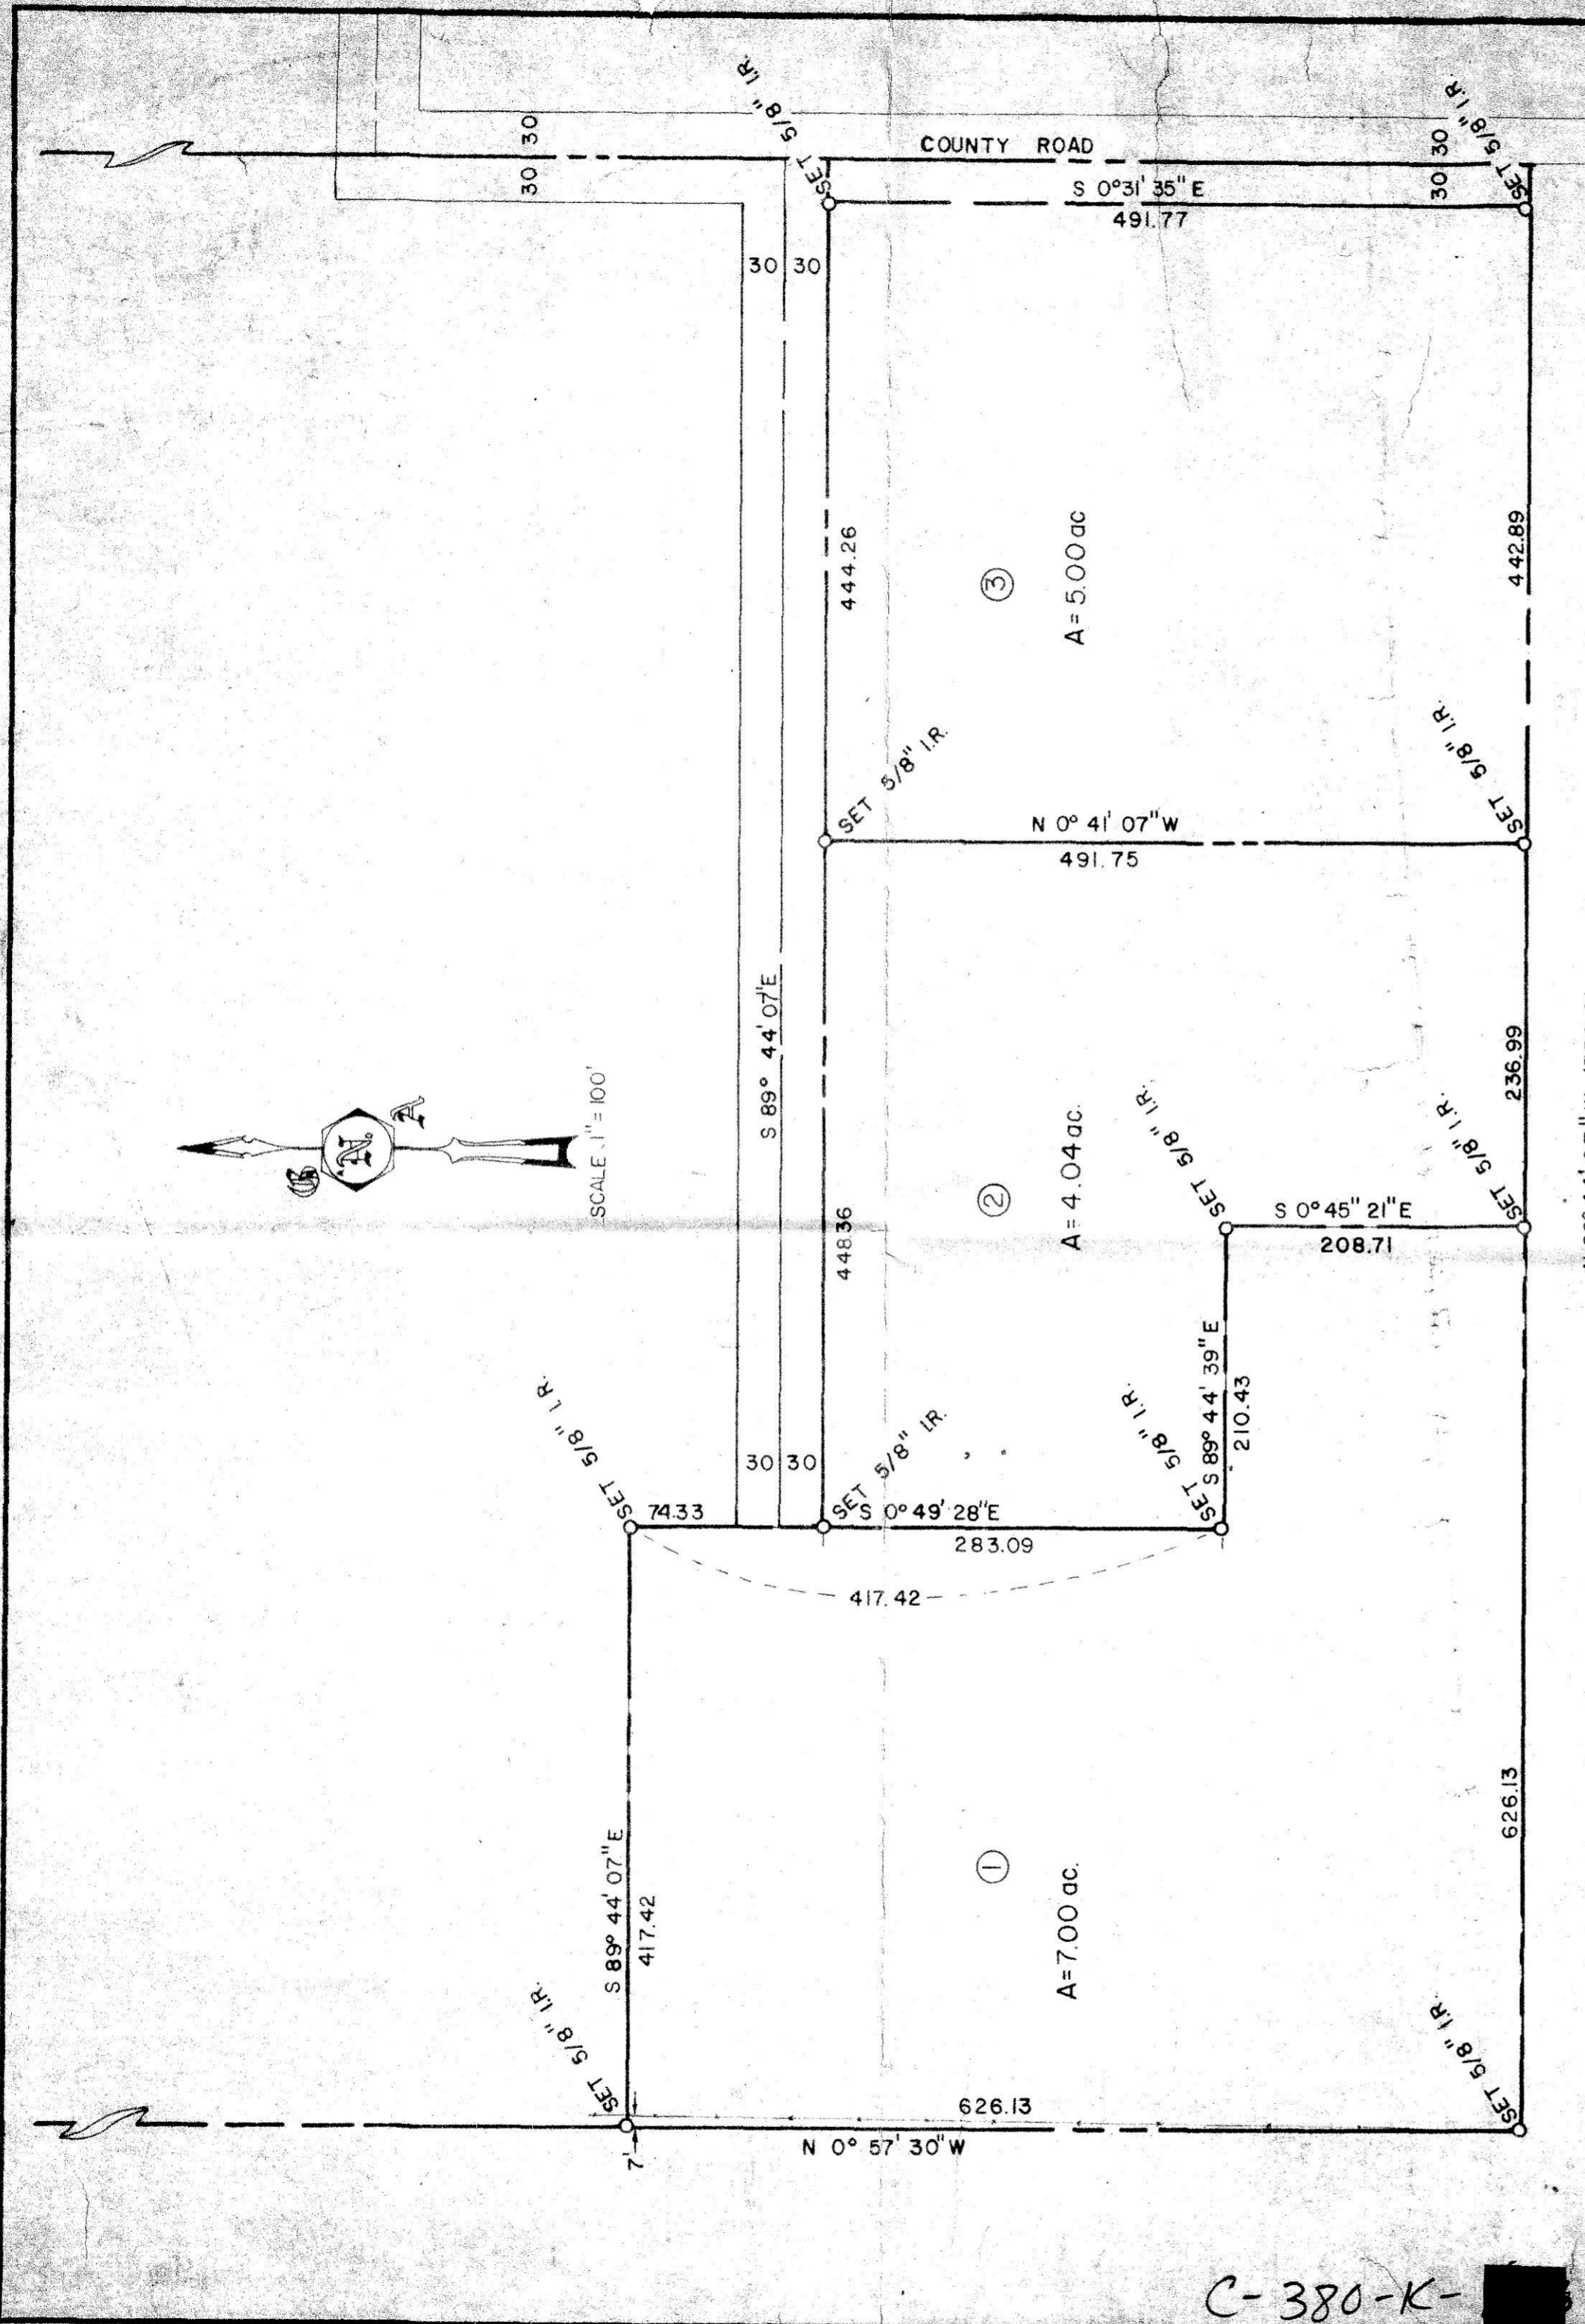 SET 5/8" I.R.
SET 5/8" I.R.
30 30
COUNTY ROAD
30 30
S 0°31' 35" E
491.77
30 30
444.26
③
A = 5.00 ac
442.89
SET 5/8" I.R.
SET 5/8" I.R.
N 0° 41' 07" W
491.75
S 89° 44' 07" E
N.
A
SCALE 1" = 100'
448.36
②
A = 4.04 ac.
SET 5/8" I.R.
236.99
SET 5/8" I.R.
S 0° 45" 21" E
208.71
SET 5/8" I.R.
30 30
SET 5/8" I.R.
SET 5/8" I.R.
S 89° 44' 39" E
210.43
74.33
S 0° 49' 28" E
283.09
417.42
S 89° 44' 07" E
417.42
①
A = 7.00 ac.
626.13
SET 5/8" I.R.
SET 5/8" I.R.
626.13
N 0° 57' 30" W
7'
C-380-K-